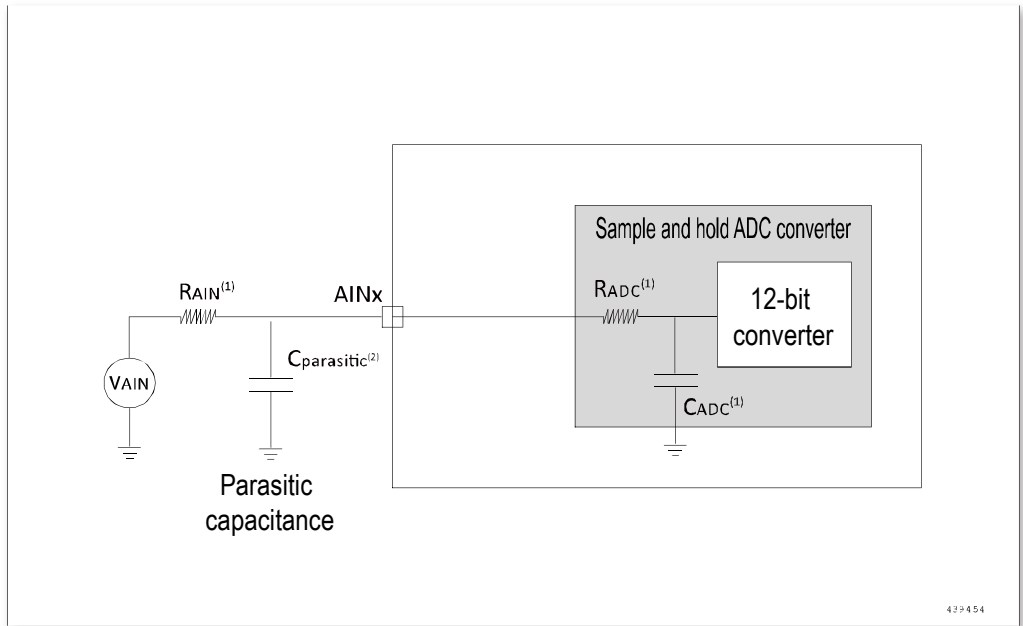 Sample and hold ADC converter
RAIN(1)
AINx
RADC(1)
12-bit
converter
Cparasitic(2)
VAIN
CADC(1)
Parasitic
capacitance
439454